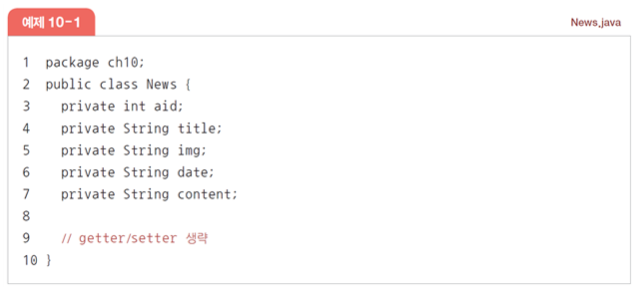 예제 10-1
News.java
1 package ch10;
2 public class News {
3 private int aid;
4 private String title;
5 private String img;
6 private String date;
7 private String content;
8
9 // getter/setter 생략
10 }